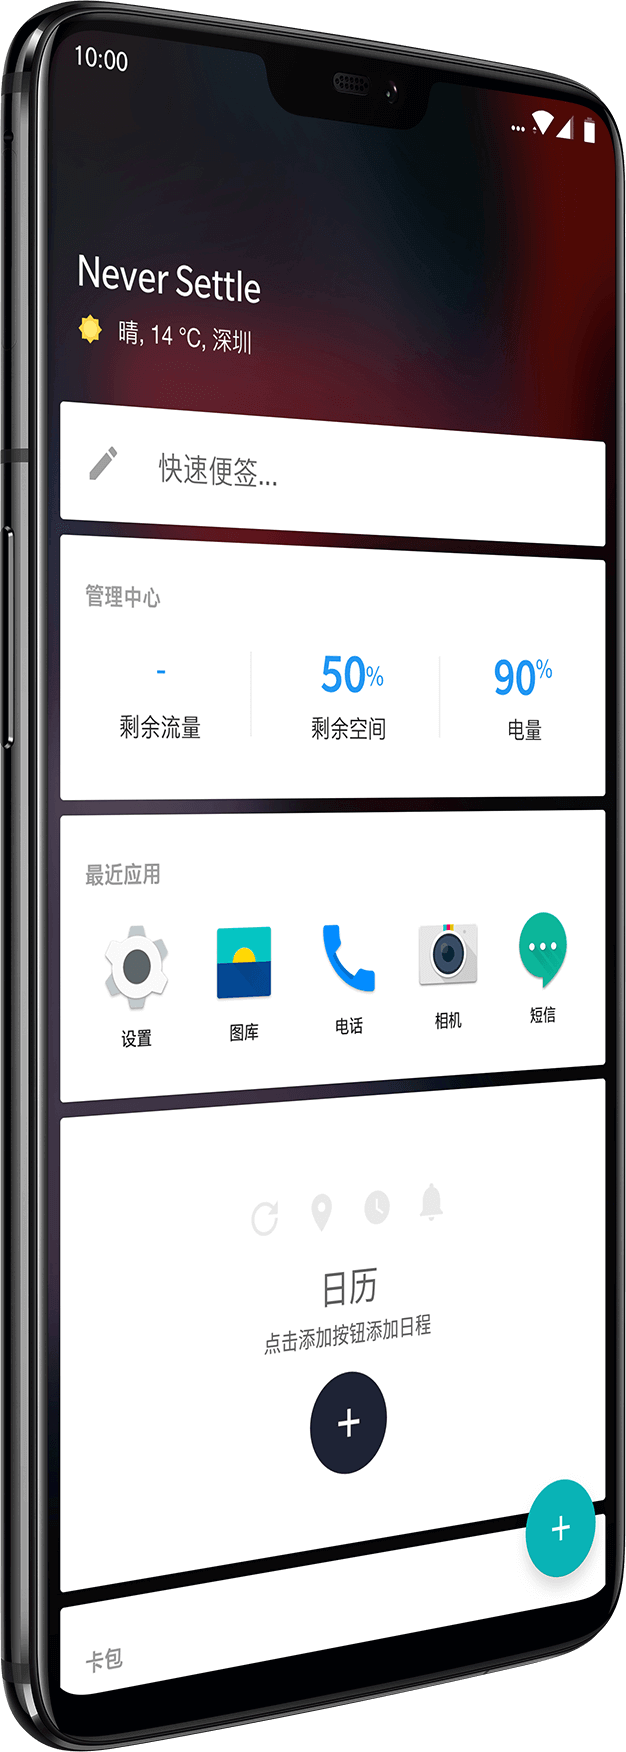 10:00
Never Settle
晴, 14 °C, 深圳
快速便签...
管理中心
-
50%
90%
剩余流量
剩余空间
电量
最近应用
设置
图库
电话
相机
短信
日历
点击添加按钮添加日程
+
+
卡包